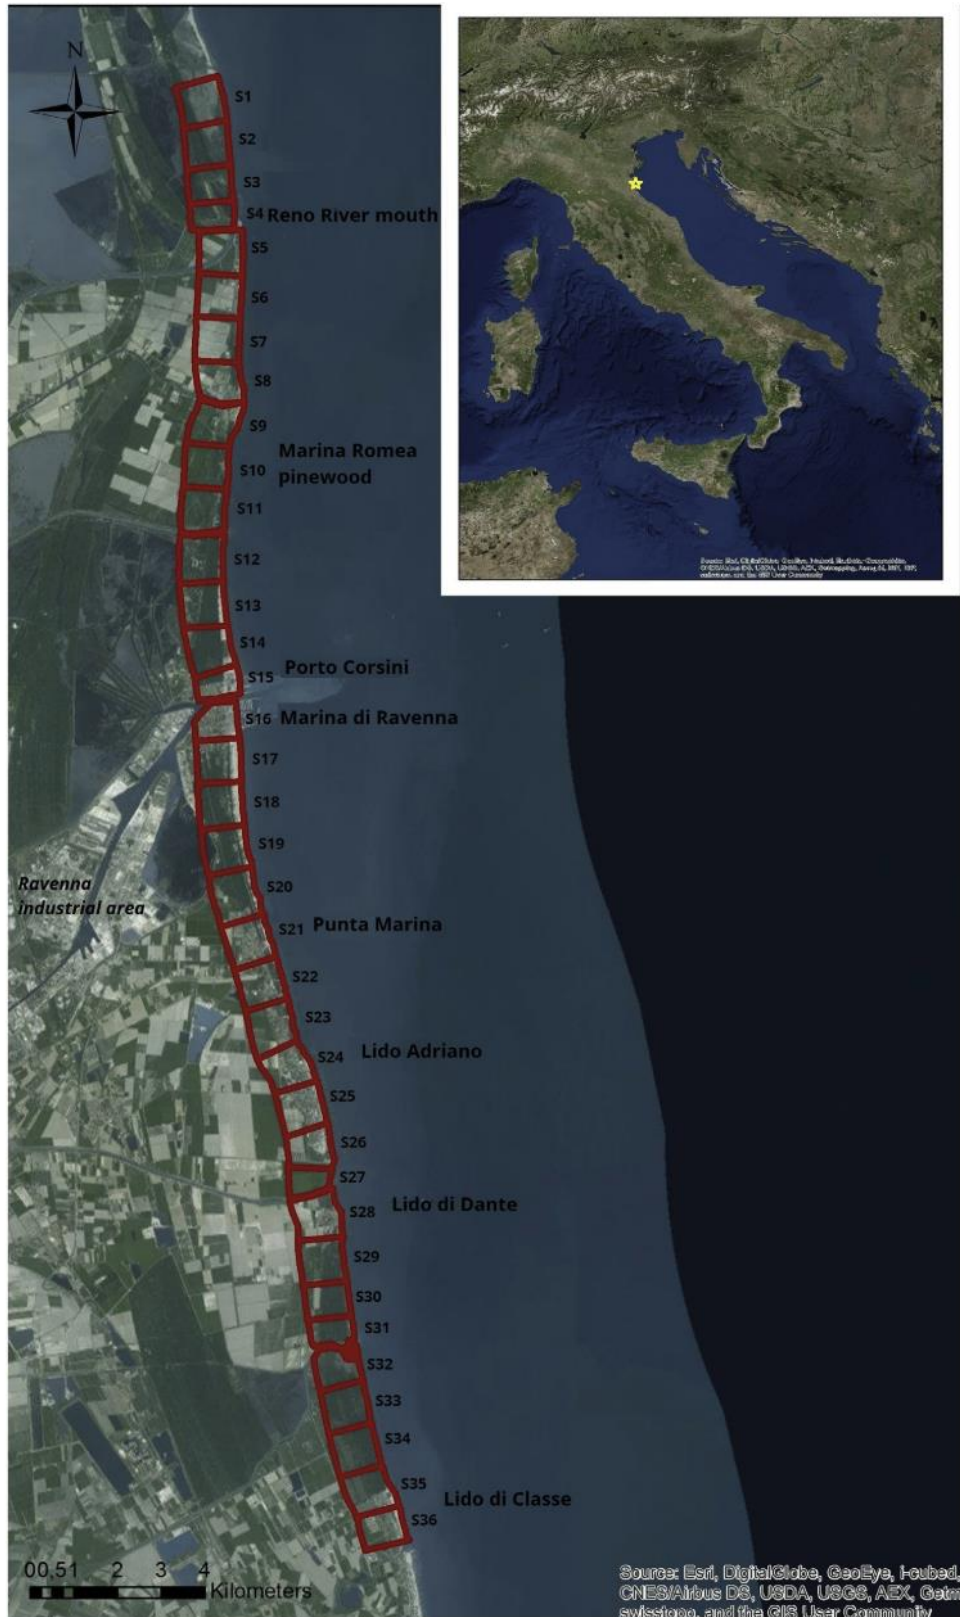 N
S1
S2
S3
S4 Reno River mouth
S5
S6
S7
S8
S9
Marina Romea
pinewood
S10
S11
S12
S13
S14
S15 Porto Corsini
S16 Marina di Ravenna
S17
S18
S19
Ravenna
industrial area
S20
S21 Punta Marina
S22
S23
S24 Lido Adriano
S25
S26
S27
S28 Lido di Dante
S29
S30
S31
S32
S33
S34
S35
Lido di Classe
S36
00,51 2 3 4
Kilometers
Source: Esri, DigitalGlobe, GeoEye, i-cubed,
CNES/Airbus DS, USDA, USGS, AEX, Getm
swisstopo, and the GIS User Community